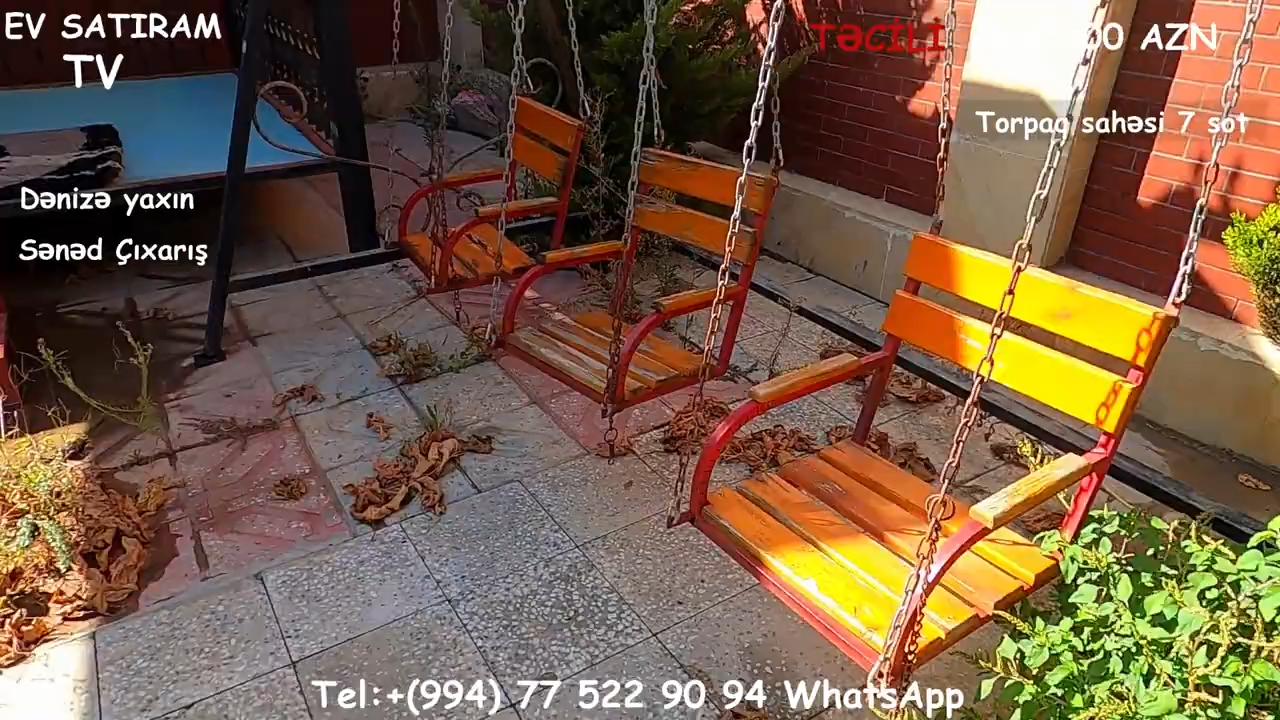 EV SATIRAM
TV
TƏCİLİ AZN
Torpaq sahəsi 7 sot
Dənizə yaxın
Sənəd Çıxarış
Tel:+(994) 77 522 90 94 WhatsApp